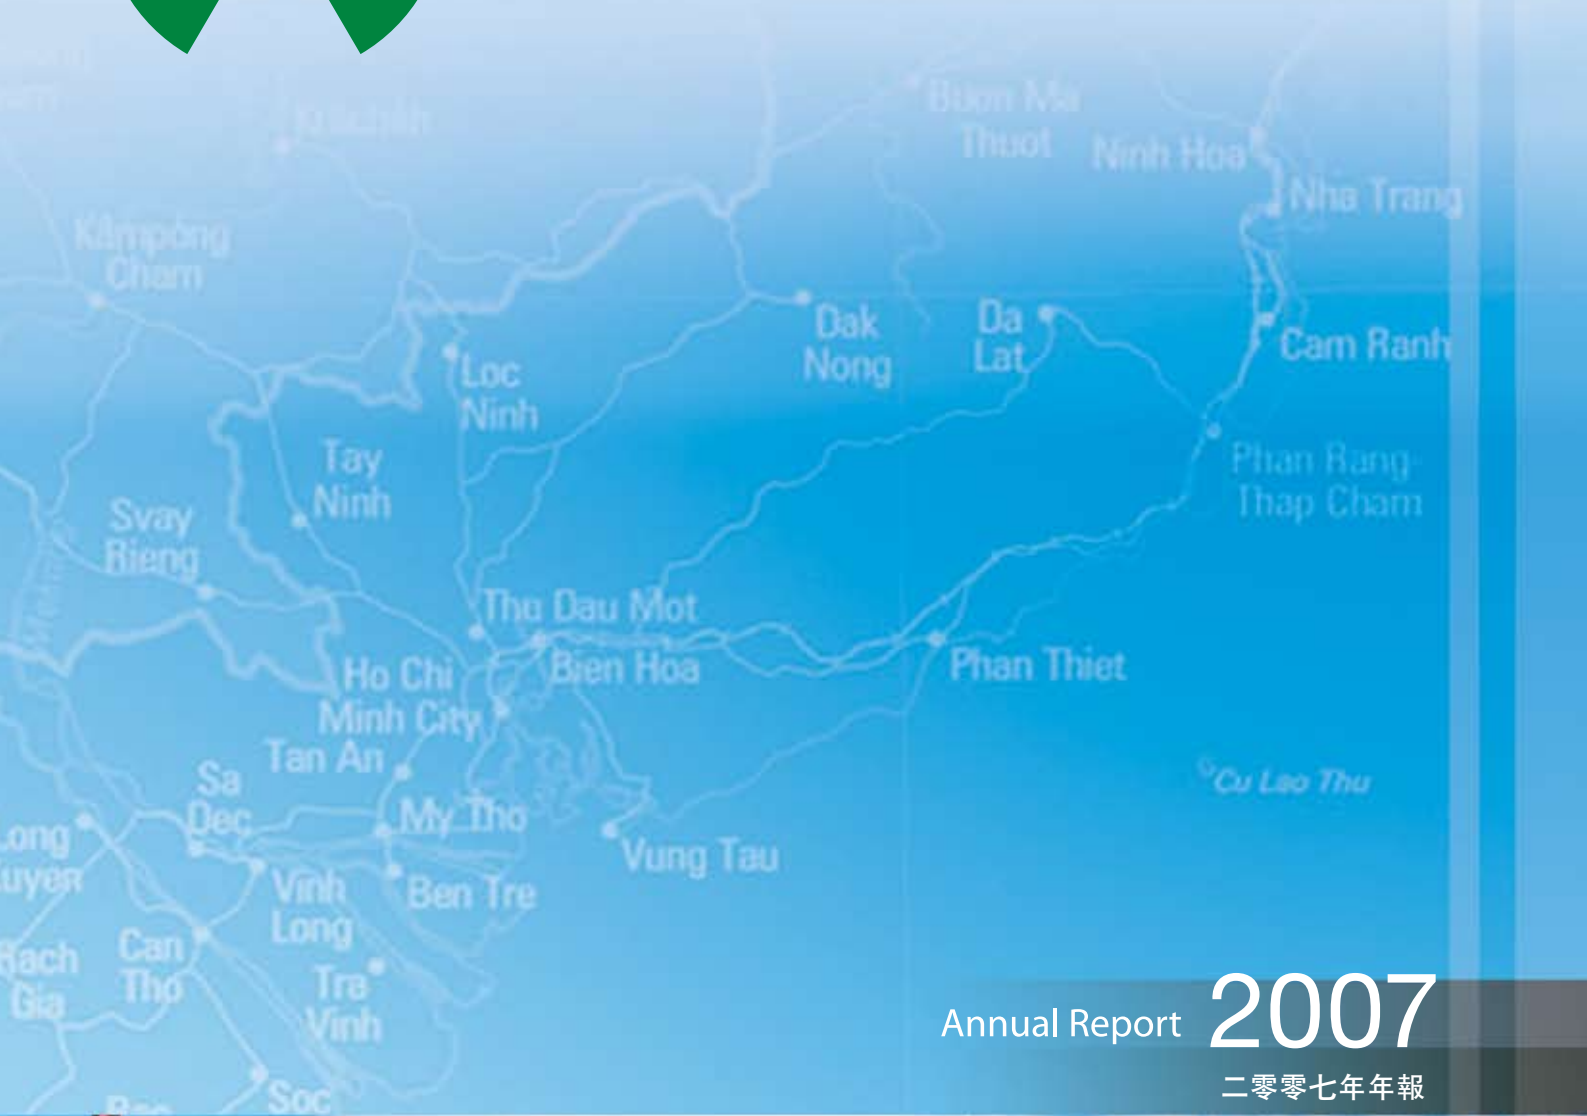 Buon Ma
Thuot
Ninh Hoa
Nha Trang
Kâmpóng
Cham
Dak
Nong
Da
Lat
Cam Ranh
Loc
Ninh
Tay
Ninh
Phan Rang-
Thap Cham
Svay
Rieng
Thu Dau Mot
Bien Hoa
Phan Thiet
Ho Chi
Minh City
Tan An
Sa
Dec
My Tho
Cu Lao Thu
Vung Tau
Vinh
Long
Ben Tre
Can
Tho
Rach
Gia
Tra
Vinh
Soc
Annual Report 2007
二零零七年年報